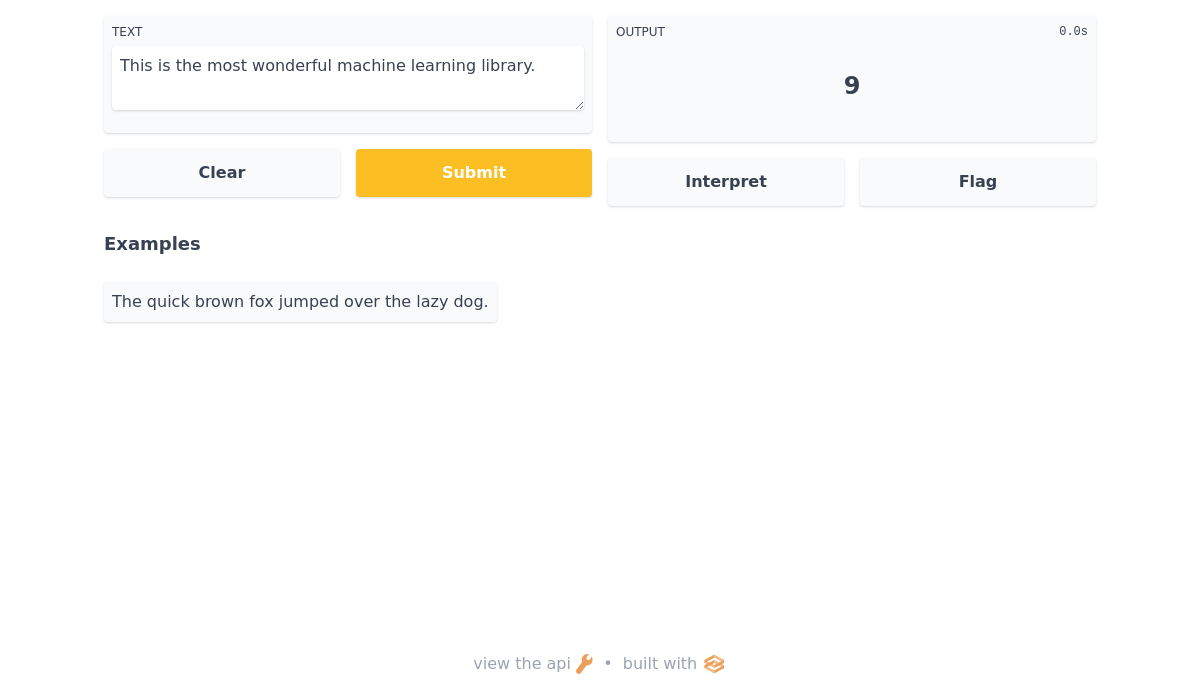 TEXT
This is the most wonderful machine learning library.
Clear
Submit
OUTPUT
0.0s
9
Interpret
Flag
Examples
The quick brown fox jumped over the lazy dog.
view the api • built with